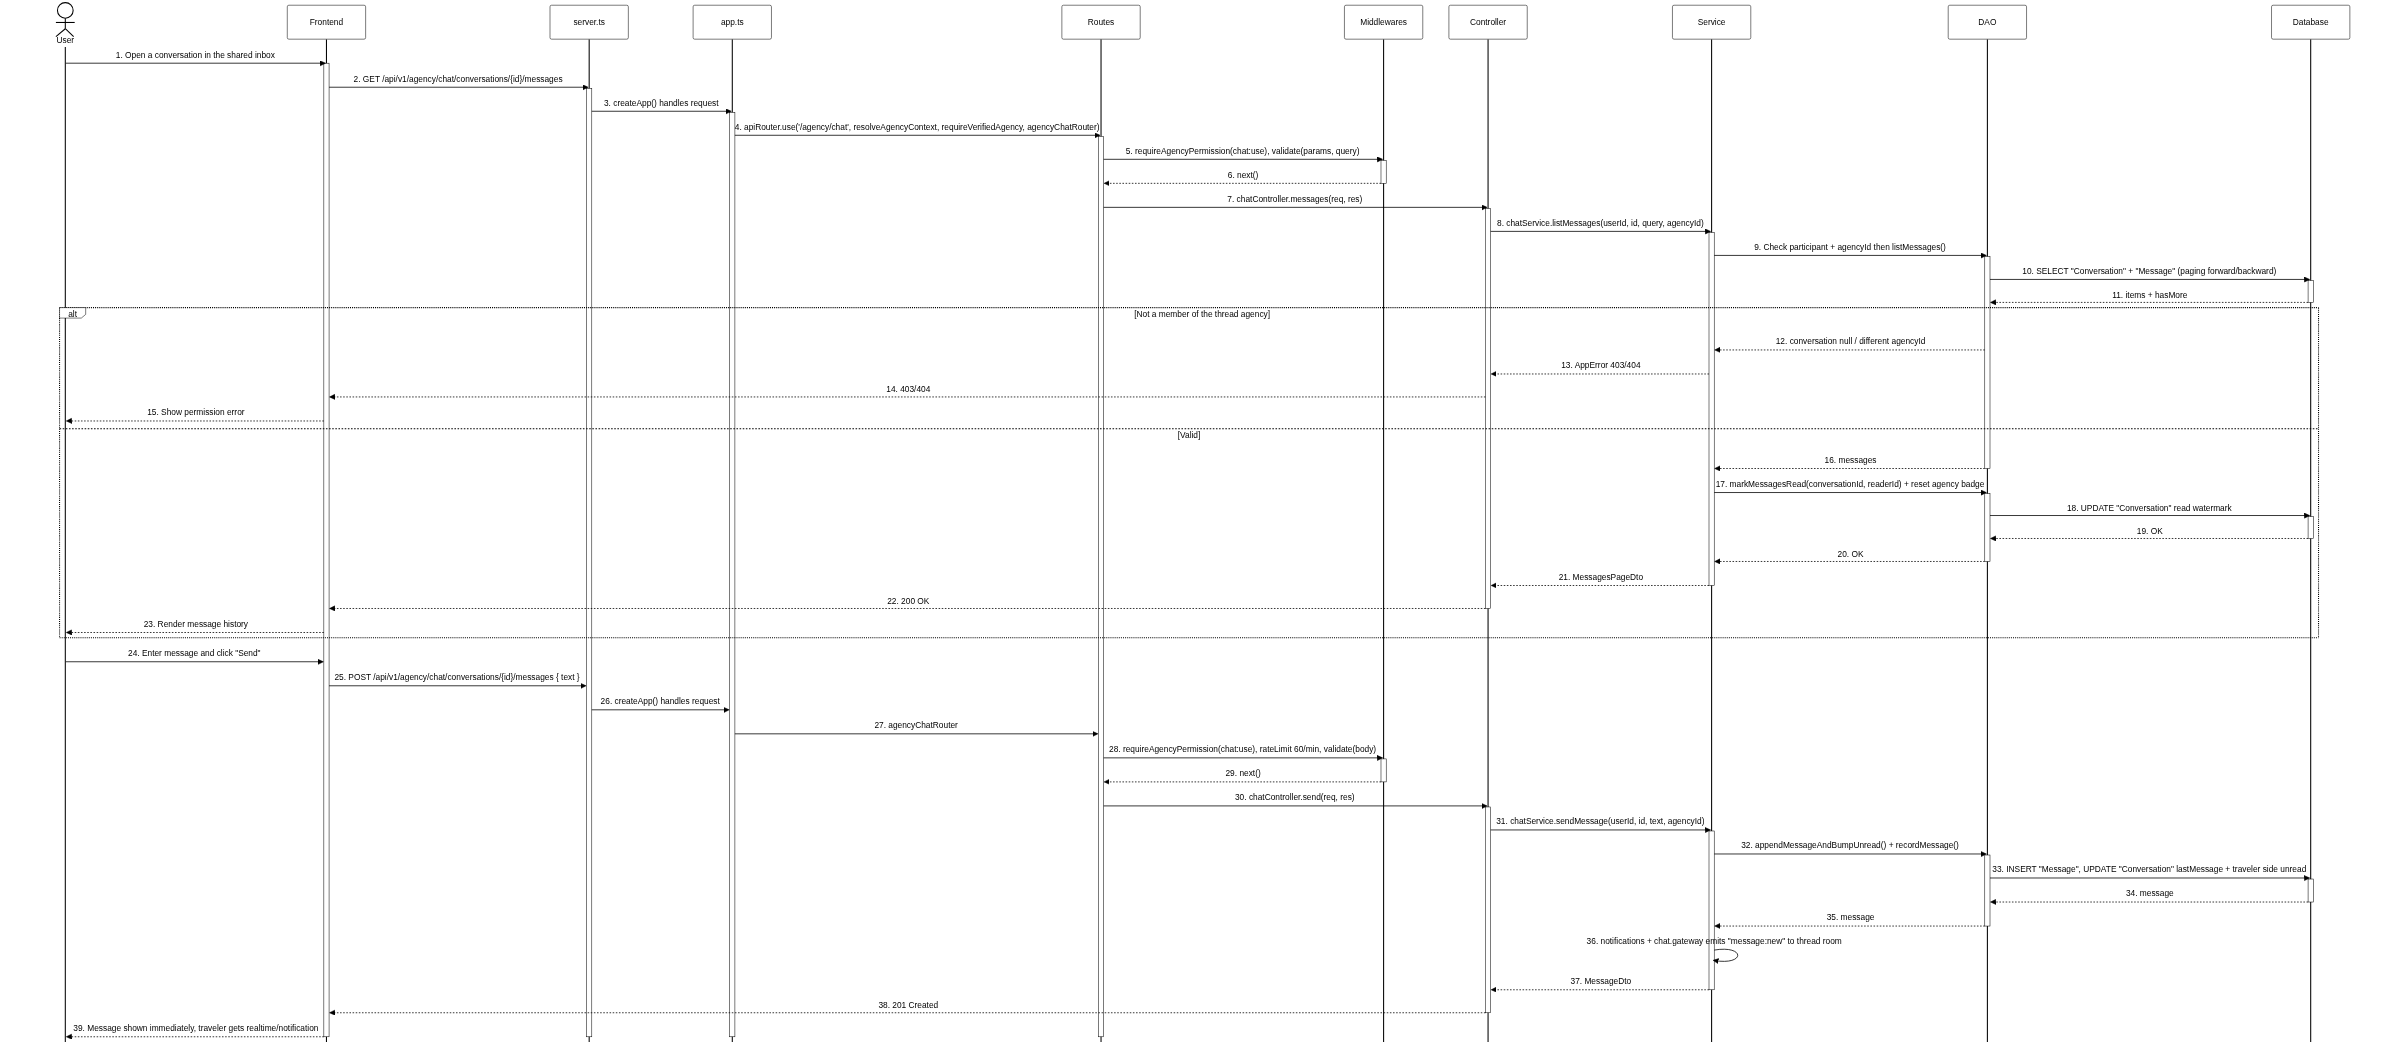 User
Frontend
server.ts
app.ts
Routes
Middlewares
Controller
Service
DAO
Database
1. Open a conversation in the shared inbox
2. GET /api/v1/agency/chat/conversations/{id}/messages
3. createApp() handles request
4. apiRouter.use('/agency/chat', resolveAgencyContext, requireVerifiedAgency, agencyChatRouter)
5. requireAgencyPermission(chat:use), validate(params, query)
6. next()
7. chatController.messages(req, res)
8. chatService.listMessages(userId, id, query, agencyId)
9. Check participant + agencyId then listMessages()
10. SELECT "Conversation" + "Message" (paging forward/backward)
11. items + hasMore
alt
[Not a member of the thread agency]
12. conversation null / different agencyId
13. AppError 403/404
14. 403/404
15. Show permission error
[Valid]
16. messages
17. markMessagesRead(conversationId, readerId) + reset agency badge
18. UPDATE "Conversation" read watermark
19. OK
20. OK
21. MessagesPageDto
22. 200 OK
23. Render message history
24. Enter message and click "Send"
25. POST /api/v1/agency/chat/conversations/{id}/messages { text }
26. createApp() handles request
27. agencyChatRouter
28. requireAgencyPermission(chat:use), rateLimit 60/min, validate(body)
29. next()
30. chatController.send(req, res)
31. chatService.sendMessage(userId, id, text, agencyId)
32. appendMessageAndBumpUnread() + recordMessage()
33. INSERT "Message", UPDATE "Conversation" lastMessage + traveler side unread
34. message
35. message
36. notifications + chat.gateway emits "message:new" to thread room
37. MessageDto
38. 201 Created
39. Message shown immediately, traveler gets realtime/notification